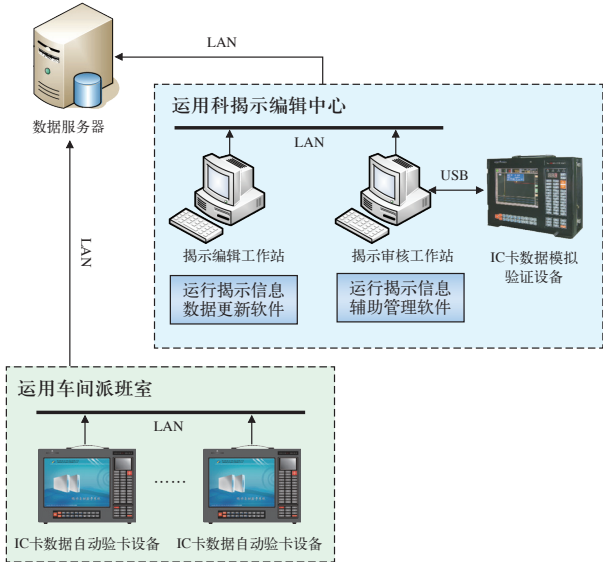 LAN
数据服务器
运用科揭示编辑中心
LAN
USB
揭示编辑工作站
揭示审核工作站
IC卡数据模拟
验证设备
运行揭示信息
数据更新软件
运行揭示信息
辅助管理软件
LAN
运用车间派班室
LAN
……
IC卡数据自动验卡设备
IC卡数据自动验卡设备